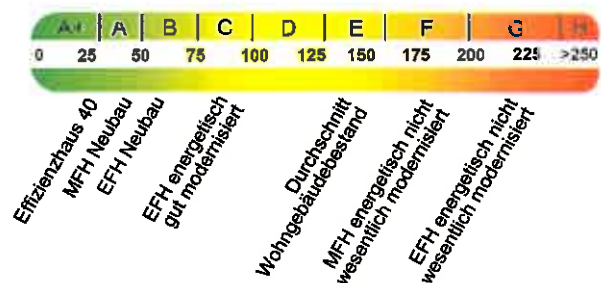 A+ A B C D E F G H
0 25 50 75 100 125 150 175 200 225 >250
Effizienzhaus 40
MFH Neubau
EFH Neubau
EFH energetisch
gut modernisiert
Durchschnitt
Wohngebäudebestand
MFH energetisch nicht
wesentlich modernisiert
EFH energetisch nicht
wesentlich modernisiert